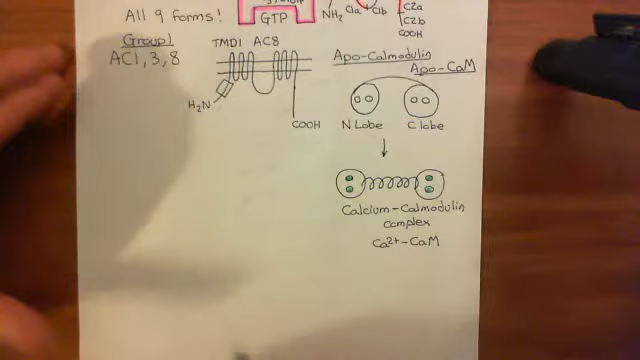 All 9 forms!
GTP
NH2 C1a C1b
C2a
C2b
COOH
Group 1
AC1, 3, 8
TMD1 AC8
H2N
COOH
Apo-Calmodulin
Apo-CaM
N Lobe
C lobe
Calcium-Calmodulin
complex
Ca2+-CaM